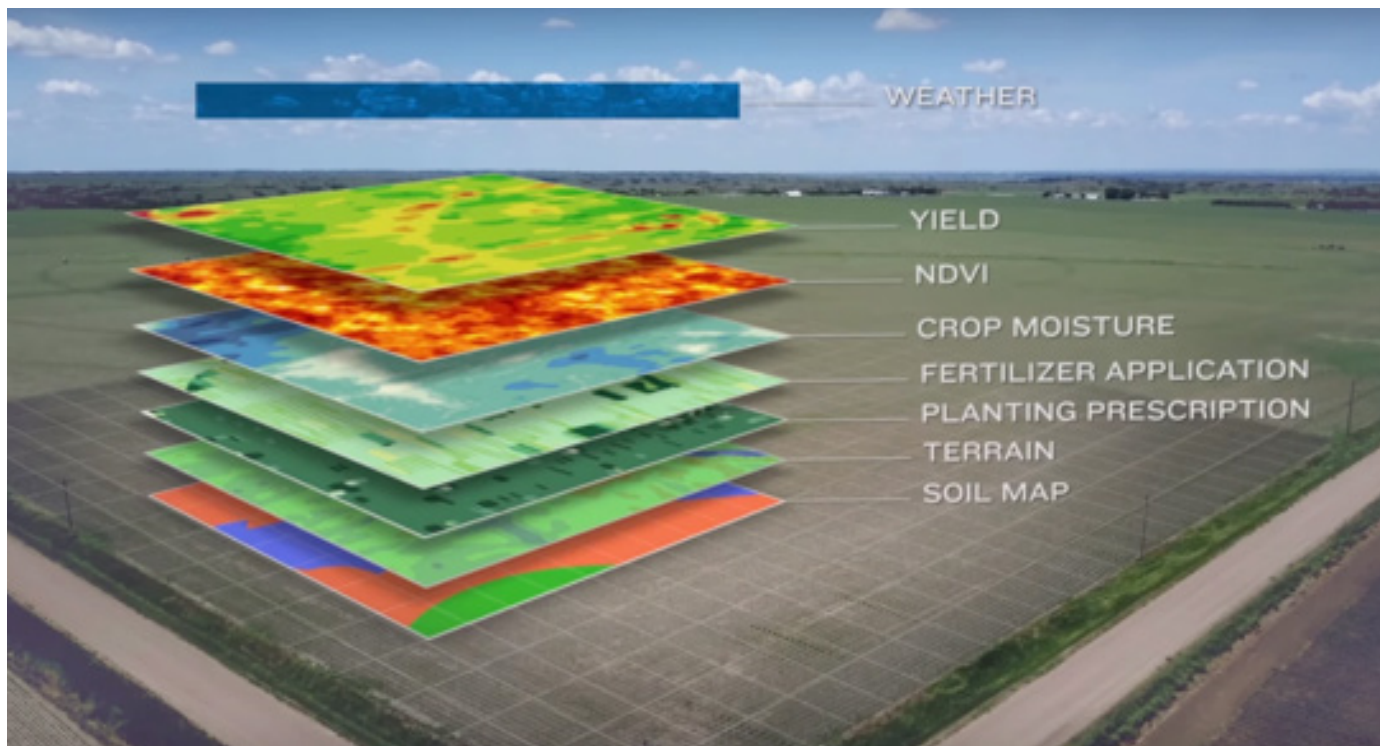 WEATHER
YIELD
NDVI
CROP MOISTURE
FERTILIZER APPLICATION
PLANTING PRESCRIPTION
TERRAIN
SOIL MAP